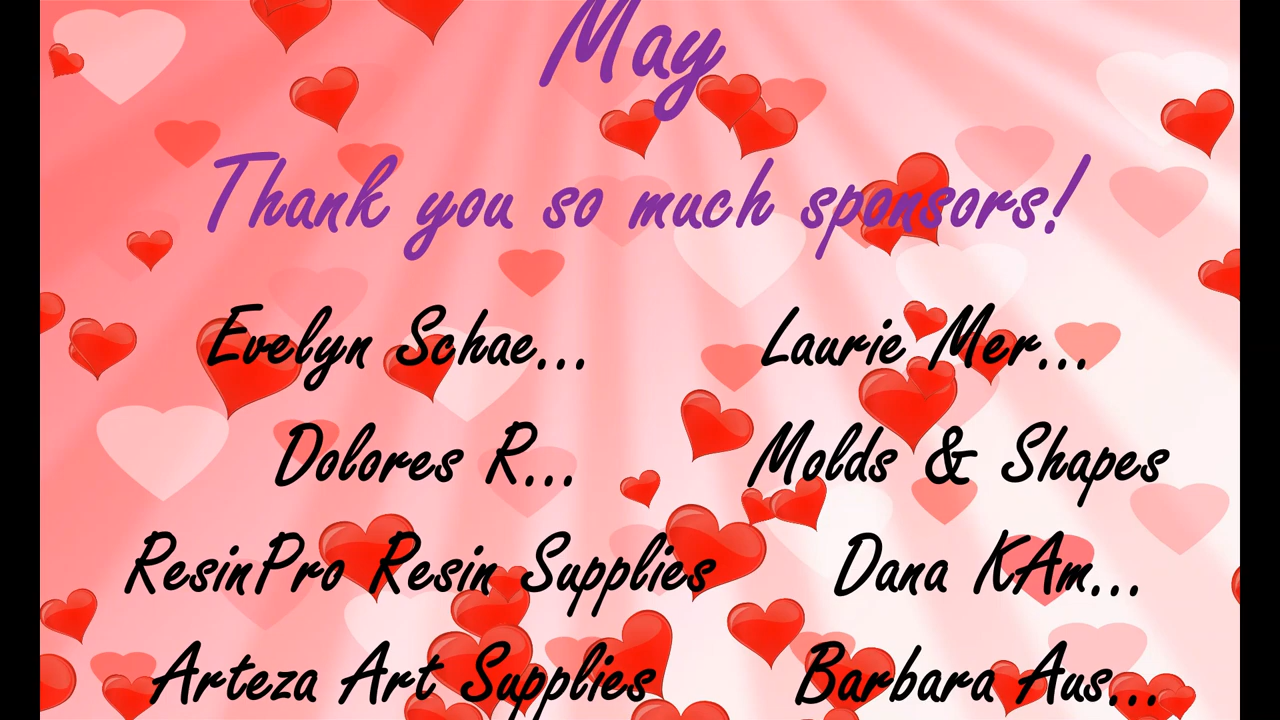 May
Thank you so much sponsors!
Evelyn Schae... Laurie Mer...
Dolores R... Molds & Shapes
ResinPro Resin Supplies Dana KAm...
Arteza Art Supplies Barbara Aus...